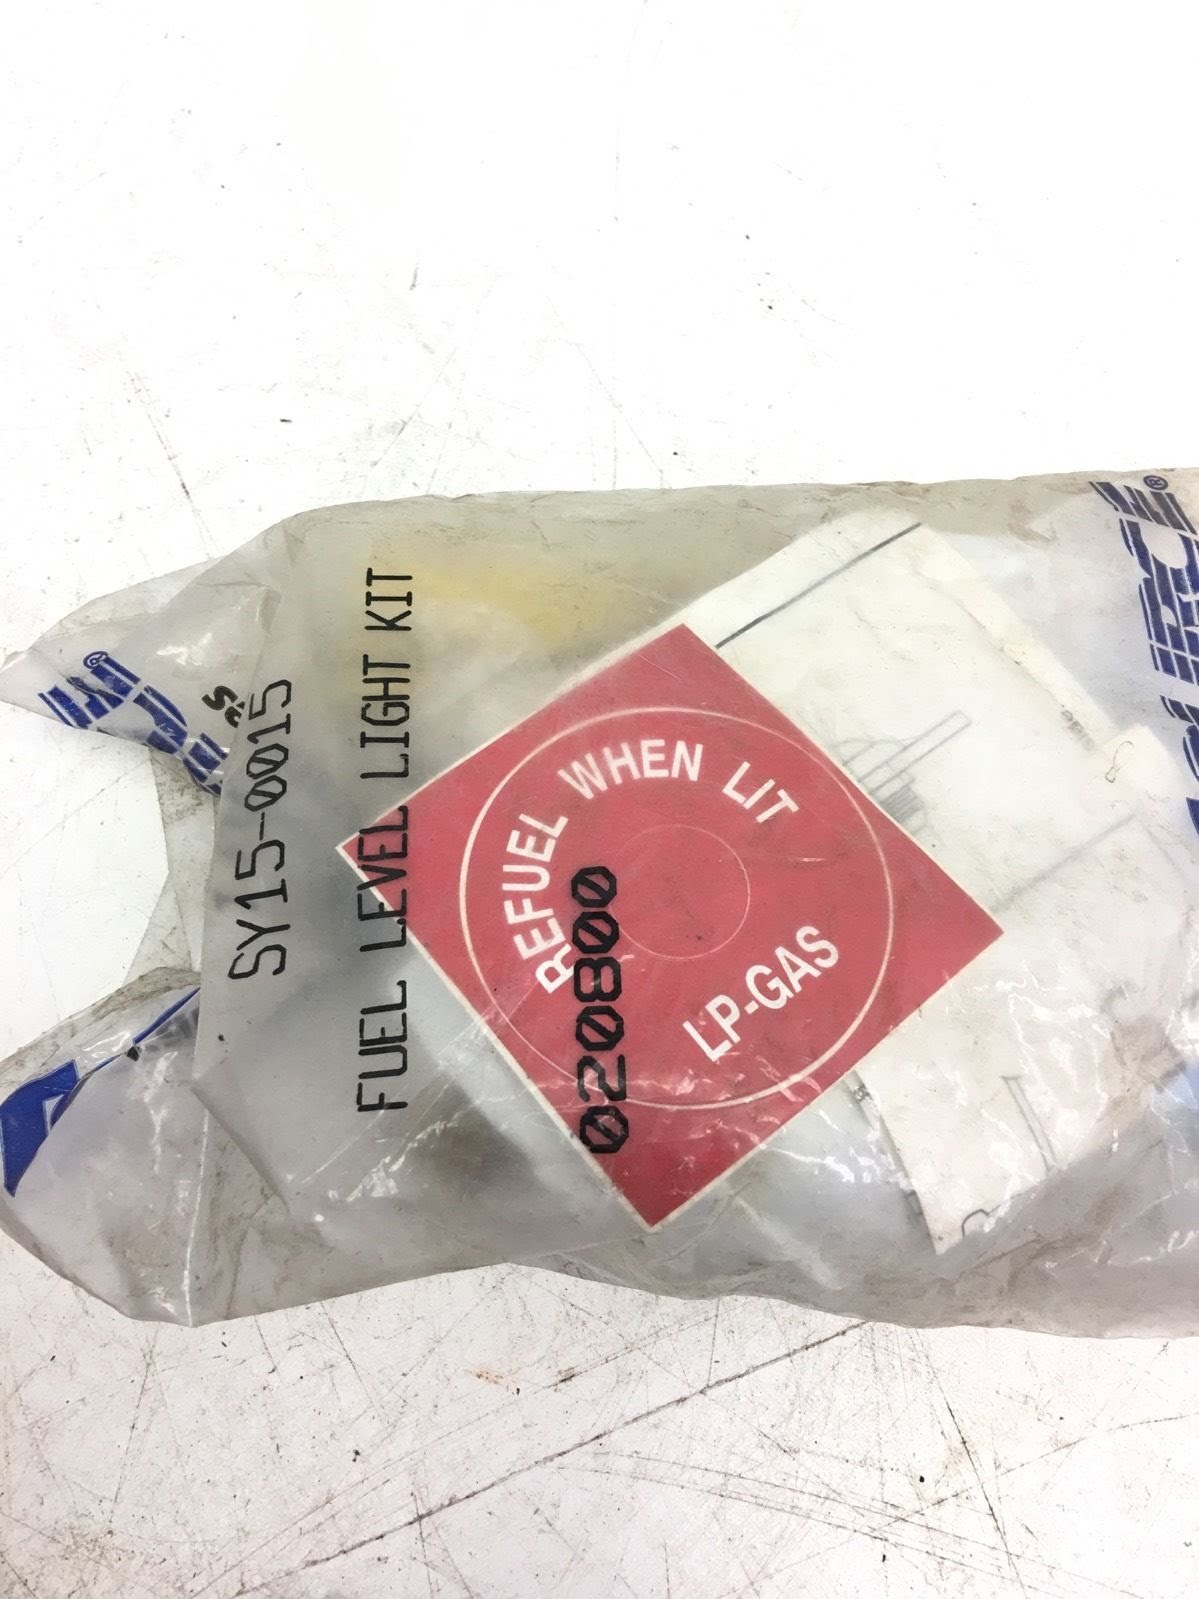 SY15-0015
FUEL LEVEL LIGHT KIT
020800
REFUEL WHEN LIT
LP-GAS